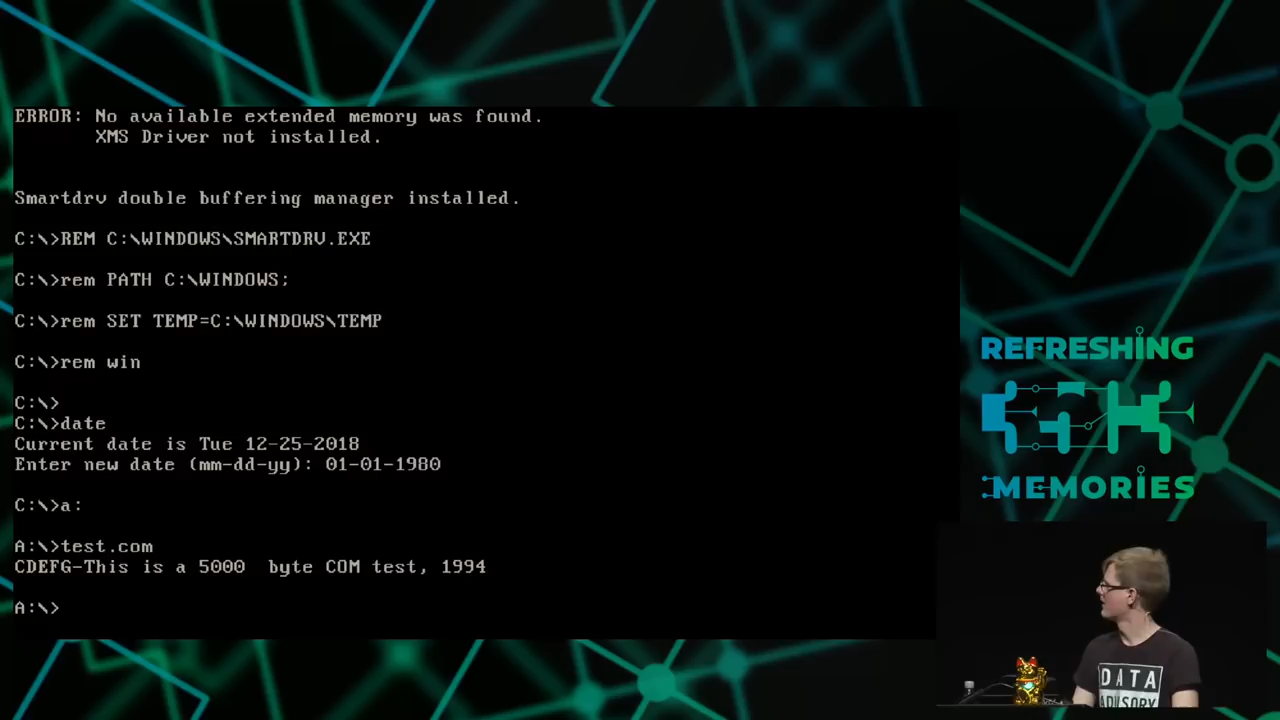 ERROR: No available extended memory was found.
XMS Driver not installed.
Smartdrv double buffering manager installed.
C:\>REM C:\WINDOWS\SMARTDRV.EXE
C:\>rem PATH C:\WINDOWS;
C:\>rem SET TEMP=C:\WINDOWS\TEMP
C:\>rem win
C:\>
C:\>date
Current date is Tue 12-25-2018
Enter new date (mm-dd-yy): 01-01-1980
C:\>a:
A:\>test.com
CDEFG-This is a 5000  byte COM test, 1994
A:\>
REFRESHING
35C3
MEMORIES
DATA
ADVISORY